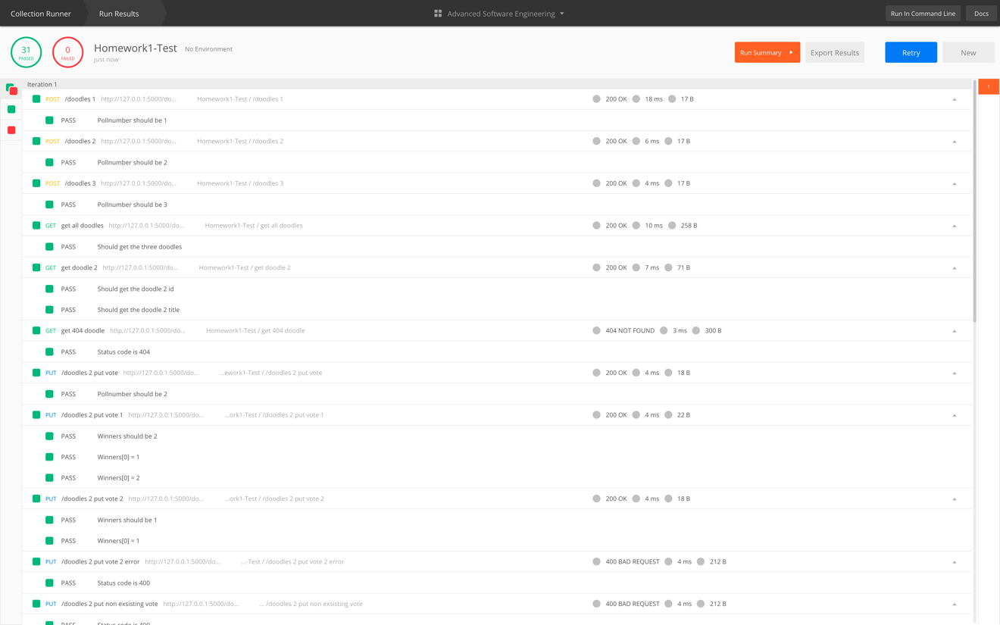 Collection Runner Run Results Advanced Software Engineering Run In Command Line Docs
31 PASSED 0 FAILED Homework1-Test No Environment
just now
Run Summary Export Results Retry New
Iteration 1
1
POST /doodles 1 http://127.0.0.1:5000/do... Homework1-Test / /doodles 1 200 OK 18 ms 17 B
PASS Pollnumber should be 1
POST /doodles 2 http://127.0.0.1:5000/do... Homework1-Test / /doodles 2 200 OK 6 ms 17 B
PASS Pollnumber should be 2
POST /doodles 3 http://127.0.0.1:5000/do... Homework1-Test / /doodles 3 200 OK 4 ms 17 B
PASS Pollnumber should be 3
GET get all doodles http://127.0.0.1:5000/do... Homework1-Test / get all doodles 200 OK 10 ms 258 B
PASS Should get the three doodles
GET get doodle 2 http://127.0.0.1:5000/do... Homework1-Test / get doodle 2 200 OK 7 ms 71 B
PASS Should get the doodle 2 id
PASS Should get the doodle 2 title
GET get 404 doodle http://127.0.0.1:5000/do... Homework1-Test / get 404 doodle 404 NOT FOUND 3 ms 300 B
PASS Status code is 404
PUT /doodles 2 put vote http://127.0.0.1:5000/do... ...ework1-Test / /doodles 2 put vote 200 OK 4 ms 18 B
PASS Pollnumber should be 2
PUT /doodles 2 put vote 1 http://127.0.0.1:5000/do... ...ork1-Test / /doodles 2 put vote 1 200 OK 4 ms 22 B
PASS Winners should be 2
PASS Winners[0] = 1
PASS Winners[0] = 2
PUT /doodles 2 put vote 2 http://127.0.0.1:5000/do... ...ork1-Test / /doodles 2 put vote 2 200 OK 4 ms 18 B
PASS Winners should be 1
PASS Winners[0] = 1
PUT /doodles 2 put vote 2 error http://127.0.0.1:5000/do... ...-Test / /doodles 2 put vote 2 error 400 BAD REQUEST 4 ms 212 B
PASS Status code is 400
PUT /doodles 2 put non exsisting vote http://127.0.0.1:5000/do... ... /doodles 2 put non exsisting vote 400 BAD REQUEST 4 ms 212 B
PASS Status code is 400